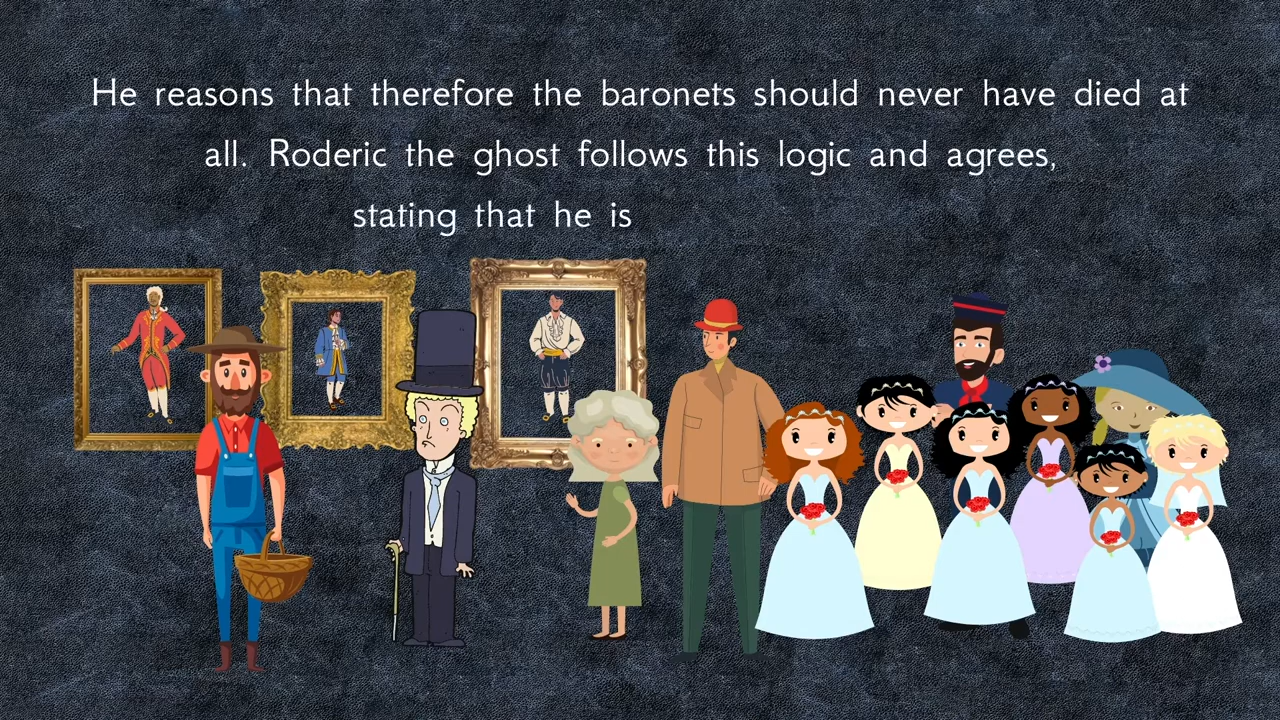 He reasons that therefore the baronets should never have died at
all. Roderic the ghost follows this logic and agrees,
stating that he is